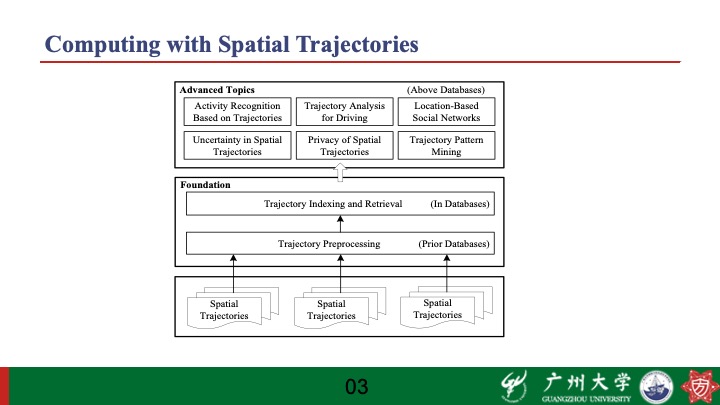 Computing with Spatial Trajectories
Advanced Topics (Above Databases)
Activity Recognition
Based on Trajectories
Trajectory Analysis
for Driving
Location-Based
Social Networks
Uncertainty in Spatial
Trajectories
Privacy of Spatial
Trajectories
Trajectory Pattern
Mining
Foundation
Trajectory Indexing and Retrieval (In Databases)
Trajectory Preprocessing (Prior Databases)
Spatial
Trajectories
Spatial
Trajectories
Spatial
Trajectories
03
广州大学
GUANGZHOU UNIVERSITY